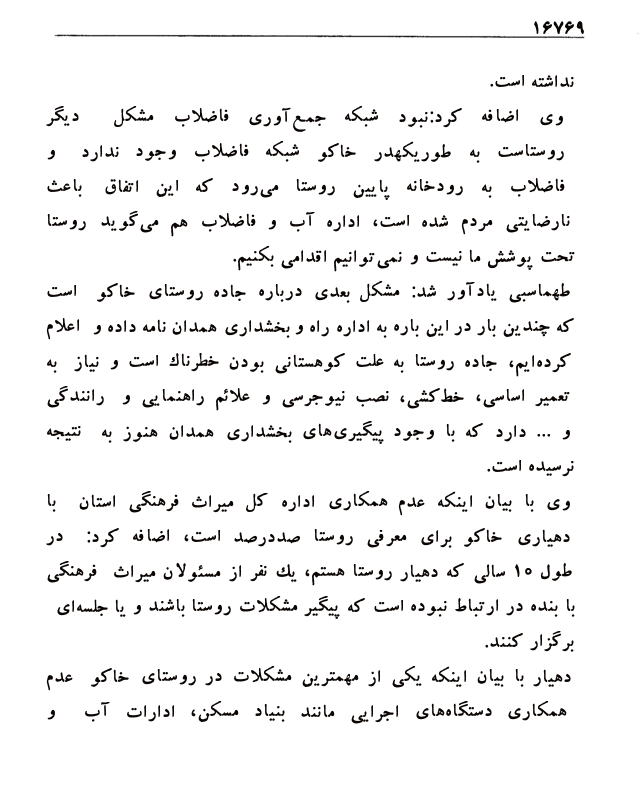 ۱۶۷۶۹
نداشته است.
وی اضافه کرد:نبود شبکه جمع‌آوری فاضلاب مشکل دیگر
روستاست به طوریکهدر خاکو شبکه فاضلاب وجود ندارد و
فاضلاب به رودخانه پایین روستا می‌رود که این اتفاق باعث
نارضایتی مردم شده است، اداره آب و فاضلاب هم می‌گوید روستا
تحت پوشش ما نیست و نمی‌توانیم اقدامی بکنیم.
طهماسبی یادآور شد: مشکل بعدی درباره جاده روستای خاکو است
که چندین بار در این باره به اداره راه و بخشداری همدان نامه داده و اعلام
کرده‌ایم، جاده روستا به علت کوهستانی بودن خطرناك است و نیاز به
تعمیر اساسی، خط‌کشی، نصب نیوجرسی و علائم راهنمایی و رانندگی
و ... دارد که با وجود پیگیری‌های بخشداری همدان هنوز به نتیجه
نرسیده است.
وی با بیان اینکه عدم همکاری اداره کل میراث فرهنگی استان با
دهیاری خاکو برای معرفی روستا صددرصد است، اضافه کرد: در
طول ۱۰ سالی که دهیار روستا هستم، یك نفر از مسئولان میراث فرهنگی
با بنده در ارتباط نبوده است که پیگیر مشکلات روستا باشند و یا جلسه‌ای
برگزار کنند.
دهیار با بیان اینکه یکی از مهمترین مشکلات در روستای خاکو عدم
همکاری دستگاه‌های اجرایی مانند بنیاد مسکن، ادارات آب و